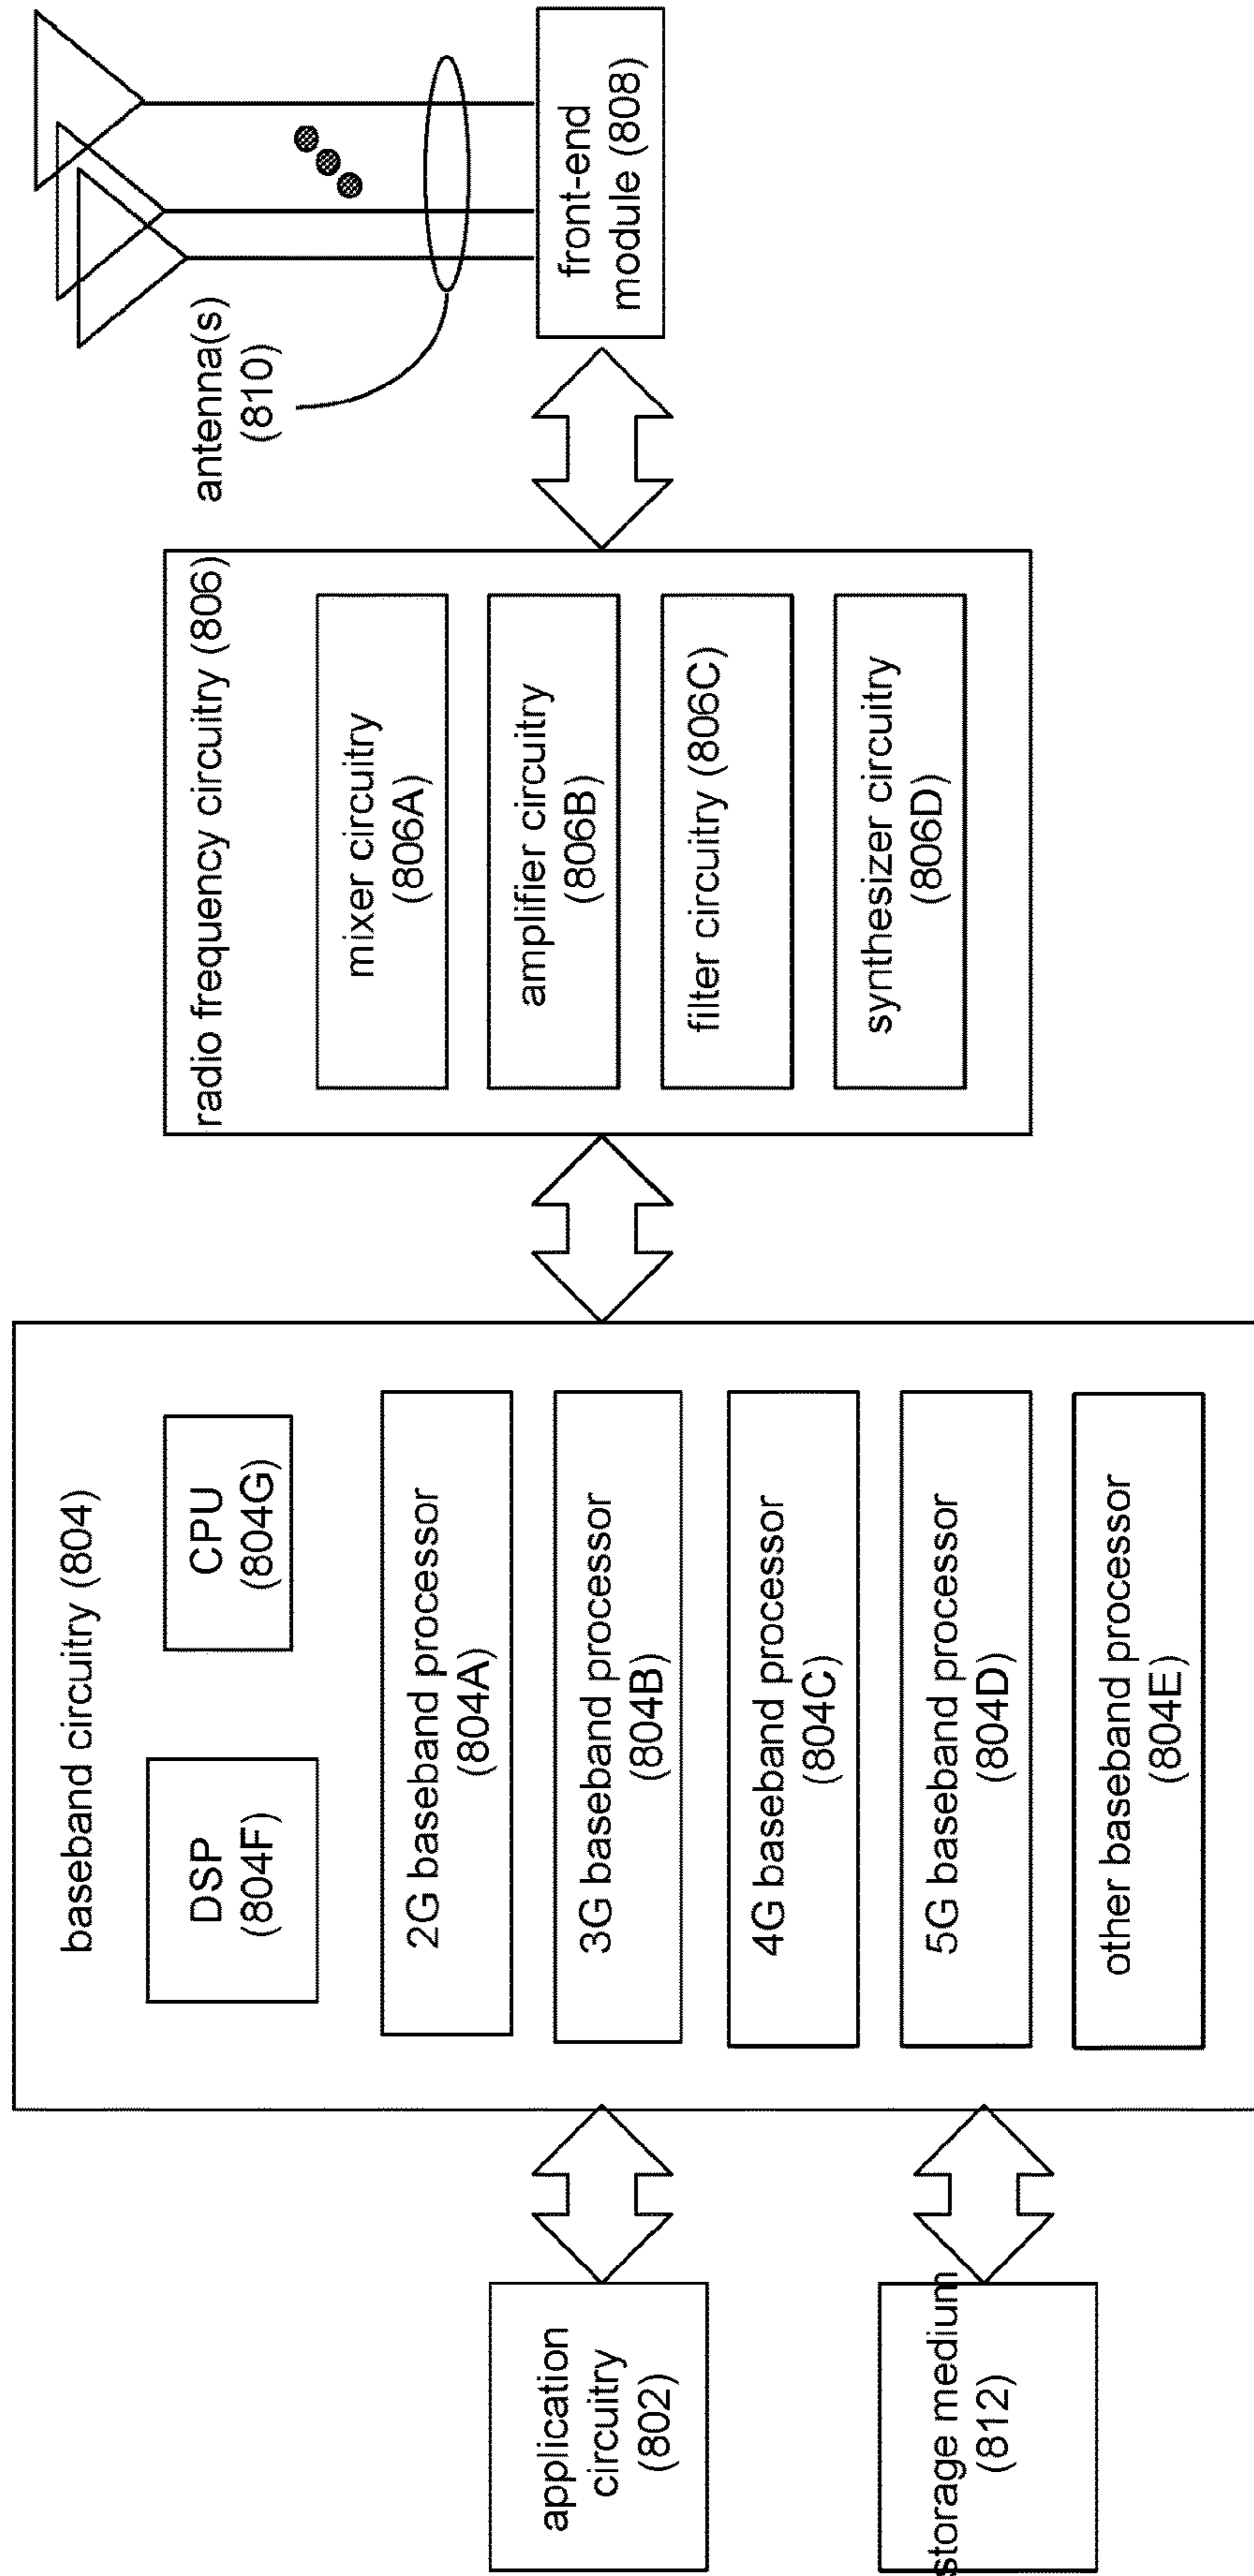 application
circuitry
(802)
storage medium
(812)
baseband circuitry (804)
DSP
(804F)
CPU
(804G)
2G baseband processor
(804A)
3G baseband processor
(804B)
4G baseband processor
(804C)
5G baseband processor
(804D)
other baseband processor
(804E)
radio frequency circuitry (806)
mixer circuitry
(806A)
amplifier circuitry
(806B)
filter circuitry (806C)
synthesizer circuitry
(806D)
antenna(s)
(810)
front-end
module (808)